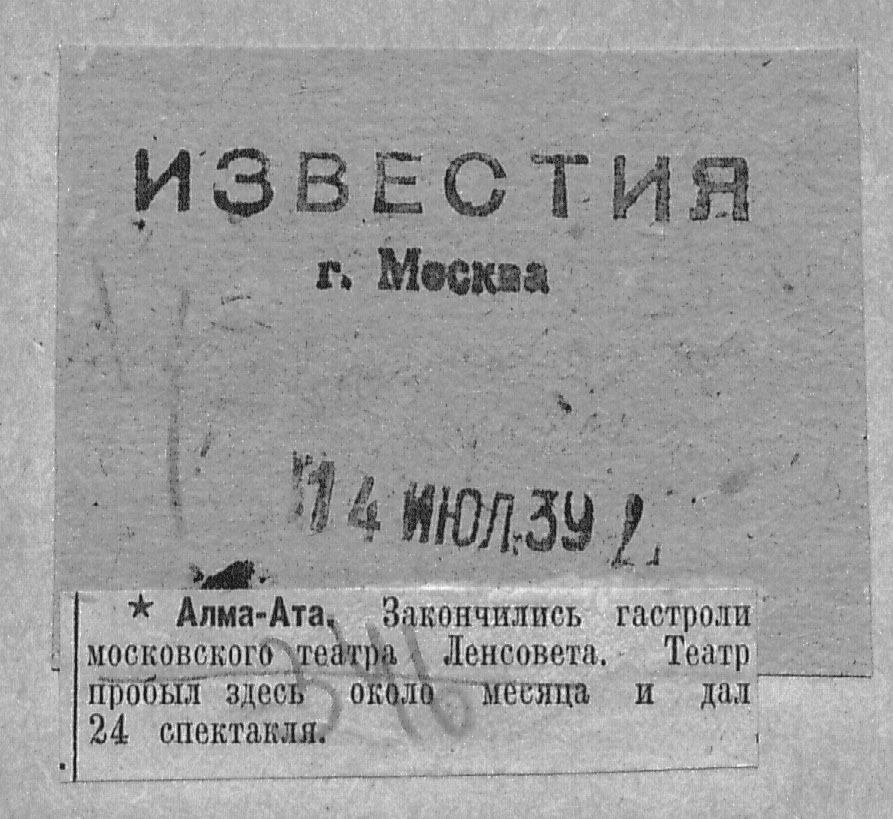 ИЗВЕСТИЯ
г. Москва
14 ИЮЛ.39
★ Алма-Ата. Закончились гастроли
московского театра Ленсовета. Театр
пробыл здесь около месяца и дал
24 спектакля.